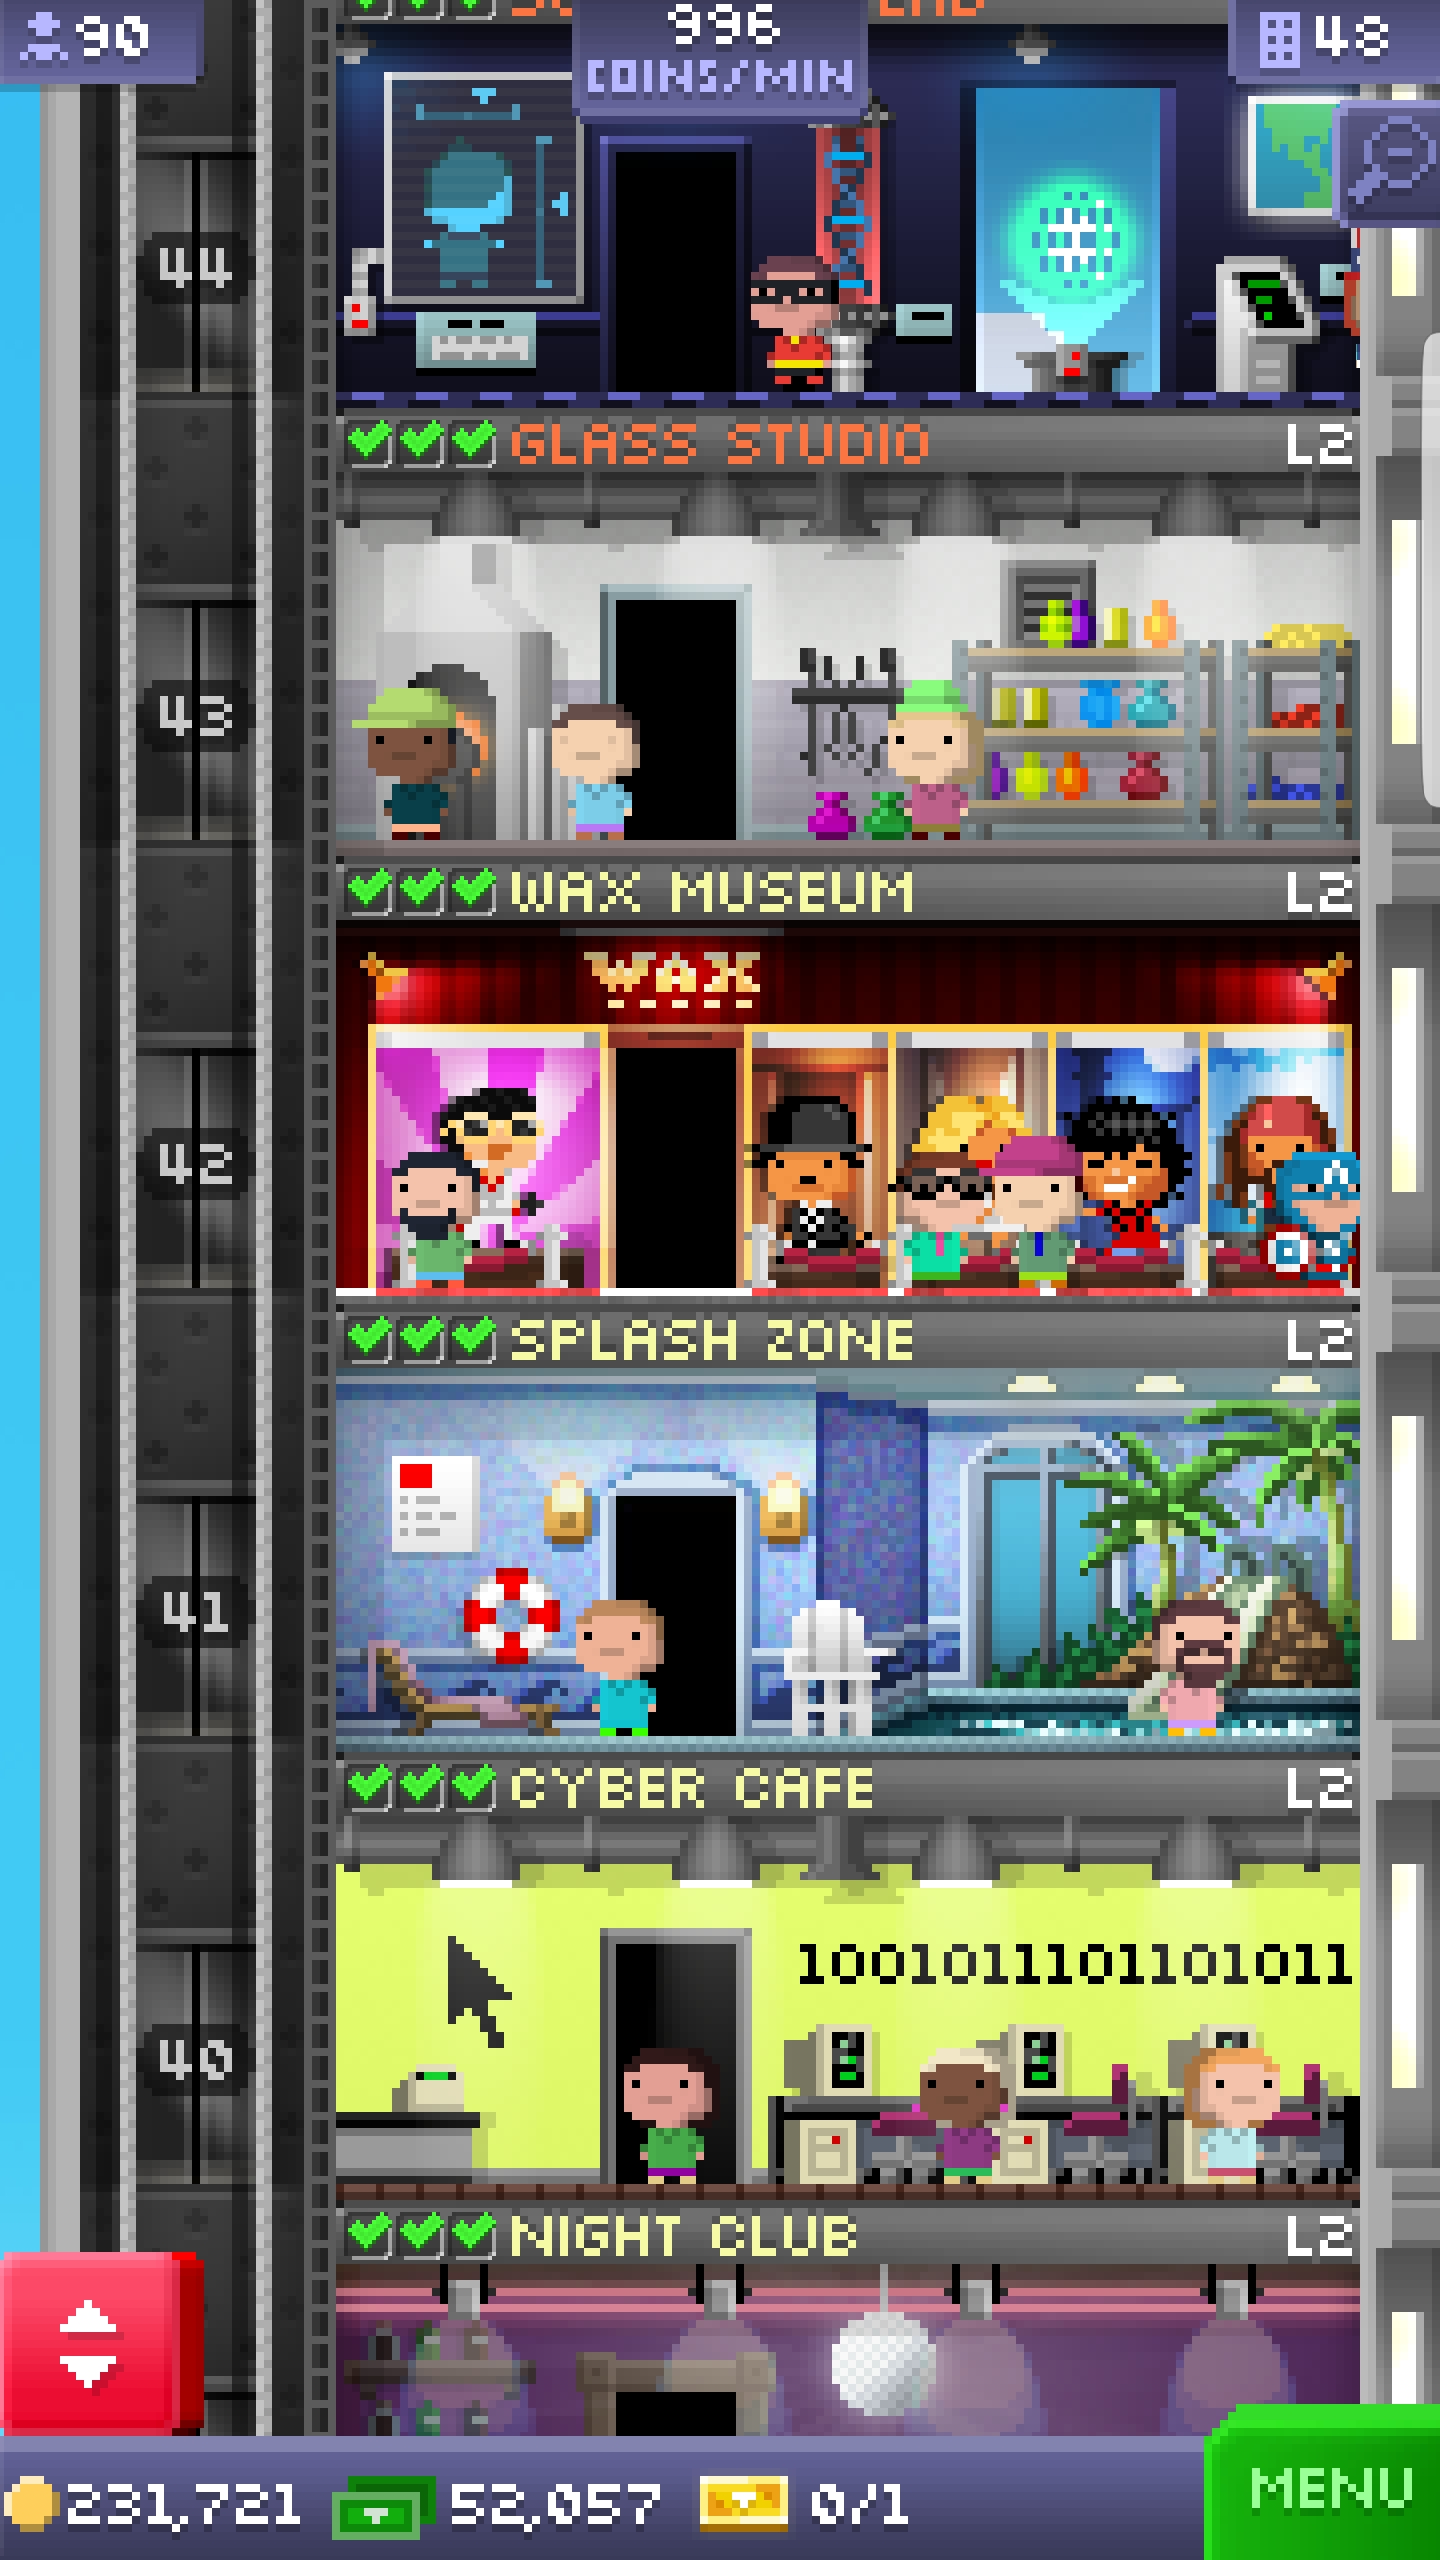 90
996
COINS/MIN
48
44
GLASS STUDIO L2
43
WAX MUSEUM L2
WAX
42
SPLASH ZONE L2
41
CYBER CAFE L2
1001011101101011
40
NIGHT CLUB L2
231,721 52,057 0/1
MENU